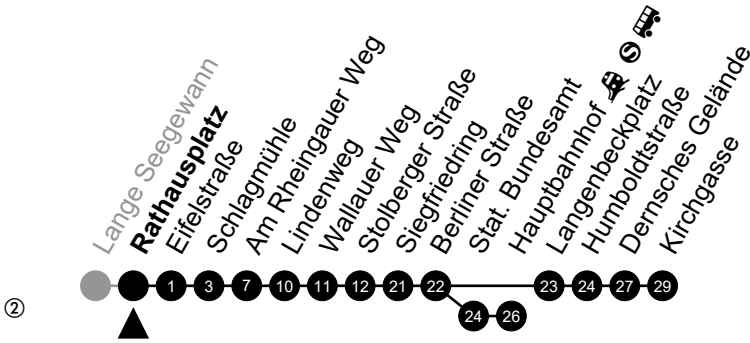 Lange Seegewann
Rathausplatz
Eifelstraße
Schlagmühle
Am Rheingauer Weg
Lindenweg
Wallauer Weg
Stolberger Straße
Siegfriedring
Berliner Straße
Stat. Bundesamt
Hauptbahnhof S
Langenbeckplatz
Humboldtstraße
Dernsches Gelände
Kirchgasse
1 3 7 10 11 12 21 22 23 24 27 29
② 24 26